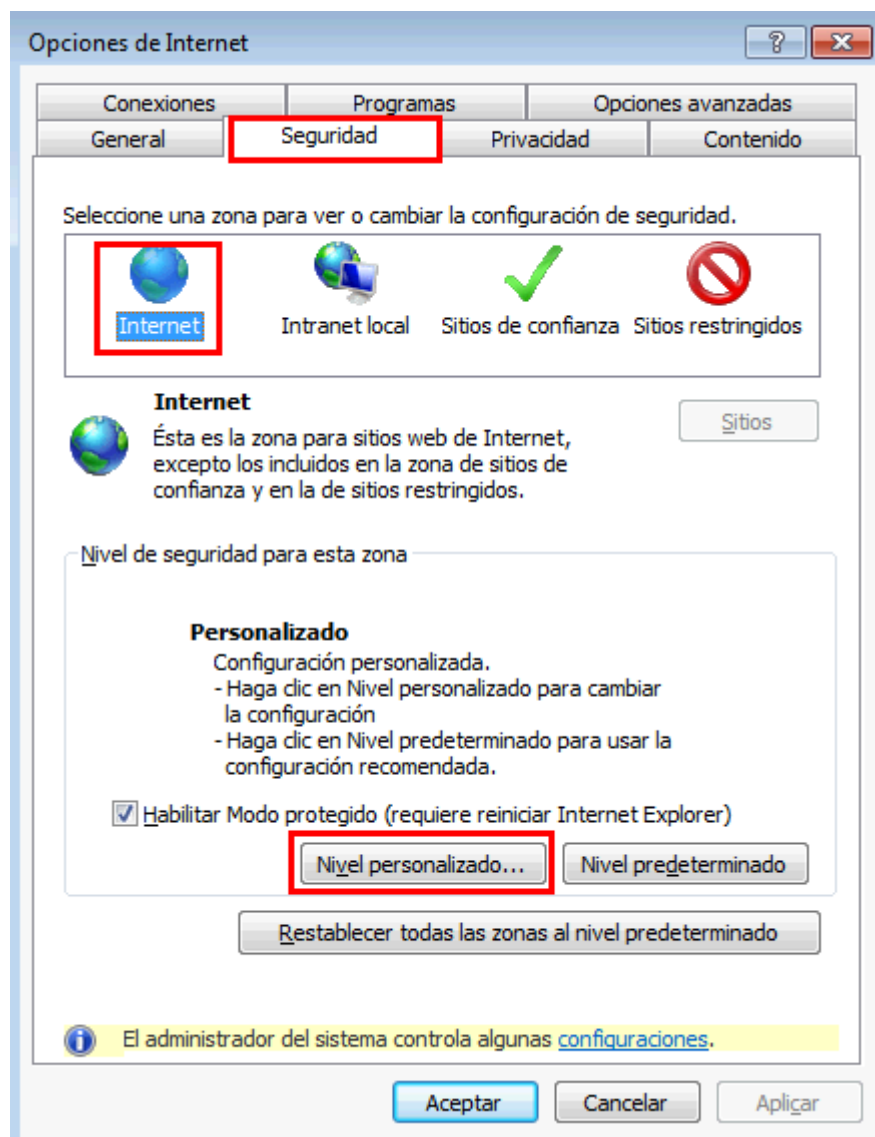 Opciones de Internet
Conexiones Programas Opciones avanzadas
General Seguridad Privacidad Contenido
Seleccione una zona para ver o cambiar la configuración de seguridad.
Internet Intranet local Sitios de confianza Sitios restringidos
Internet
Sitios
Ésta es la zona para sitios web de Internet,
excepto los incluidos en la zona de sitios de
confianza y en la de sitios restringidos.
Nivel de seguridad para esta zona
Personalizado
Configuración personalizada.
- Haga clic en Nivel personalizado para cambiar
la configuración
- Haga clic en Nivel predeterminado para usar la
configuración recomendada.
Habilitar Modo protegido (requiere reiniciar Internet Explorer)
Nivel personalizado... Nivel predeterminado
Restablecer todas las zonas al nivel predeterminado
El administrador del sistema controla algunas configuraciones.
Aceptar Cancelar Aplicar